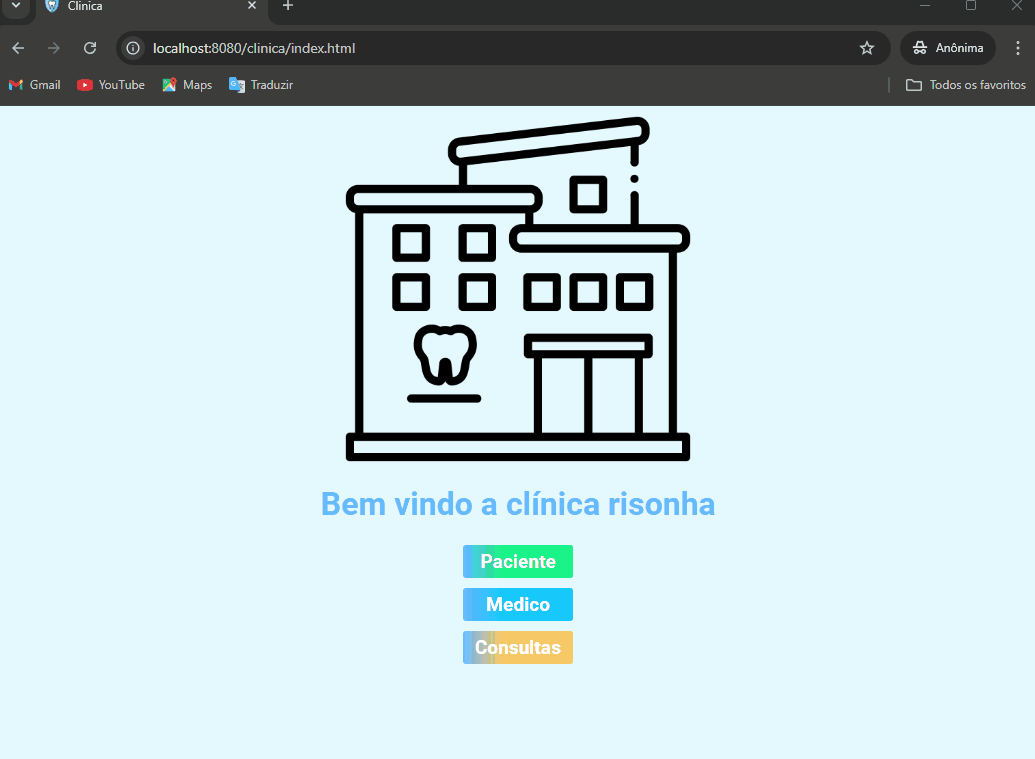 Clinica
localhost:8080/clinica/index.html
Anônima
Gmail
YouTube
Maps
Traduzir
Todos os favoritos
Bem vindo a clínica risonha
Paciente
Medico
Consultas